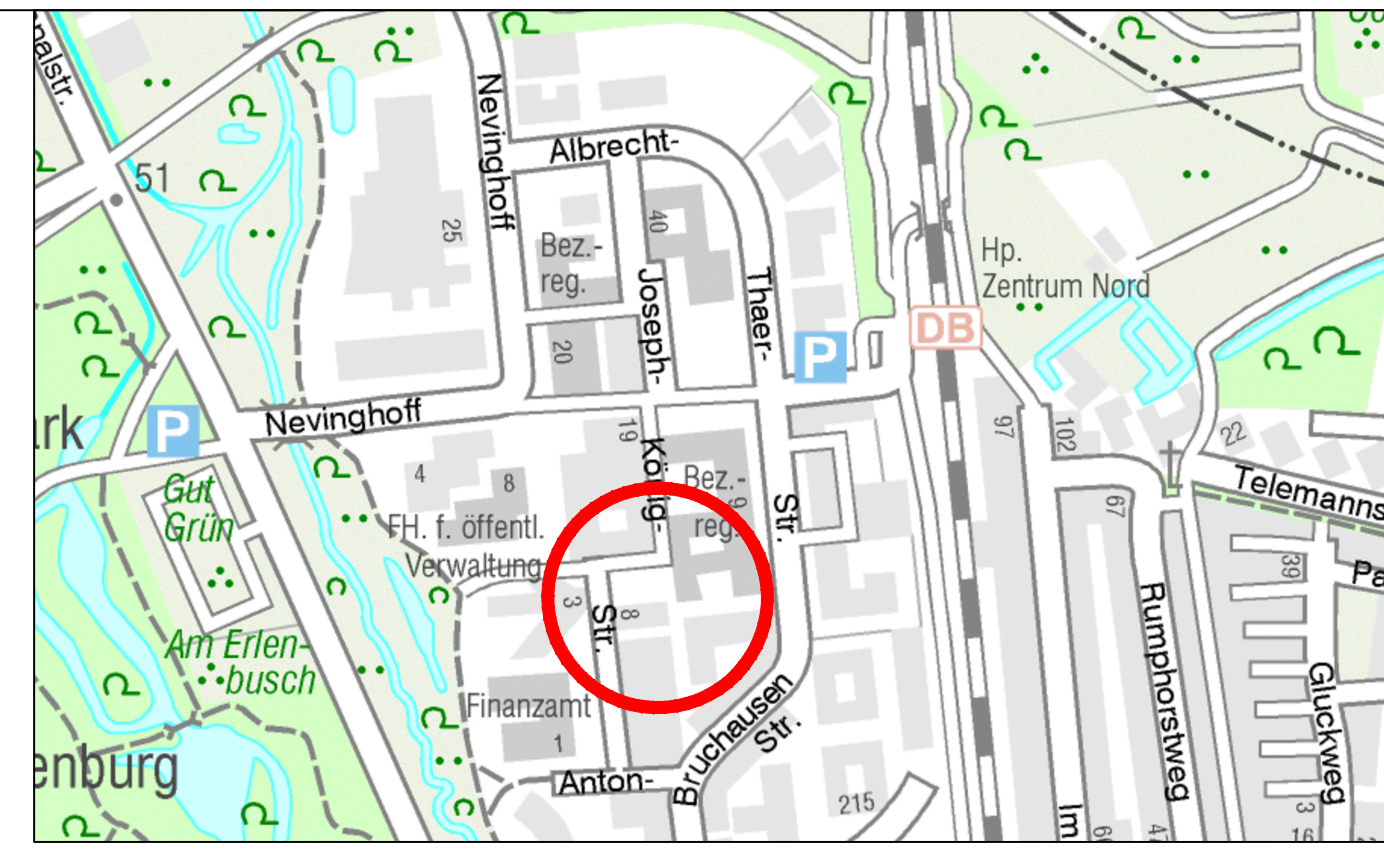 nalstr.
51
Nevinghoff
25
Albrecht-
40
Bez.-
reg.
Joseph-
Thaer-
20
Hp.
Zentrum Nord
DB
P
ark
P
Nevinghoff
19
König-
4
8
Bez.-
9
reg.
Str.
97
102
22
Telemanns
Gut
Grün
FH. f. öffentl.
Verwaltung
67
39
Pa
3
Str.
8
Rumphorstweg
Am Erlen-
busch
Gluckweg
Finanzamt
1
Bruchausen
Str.
enburg
Anton-
215
Im
3
16